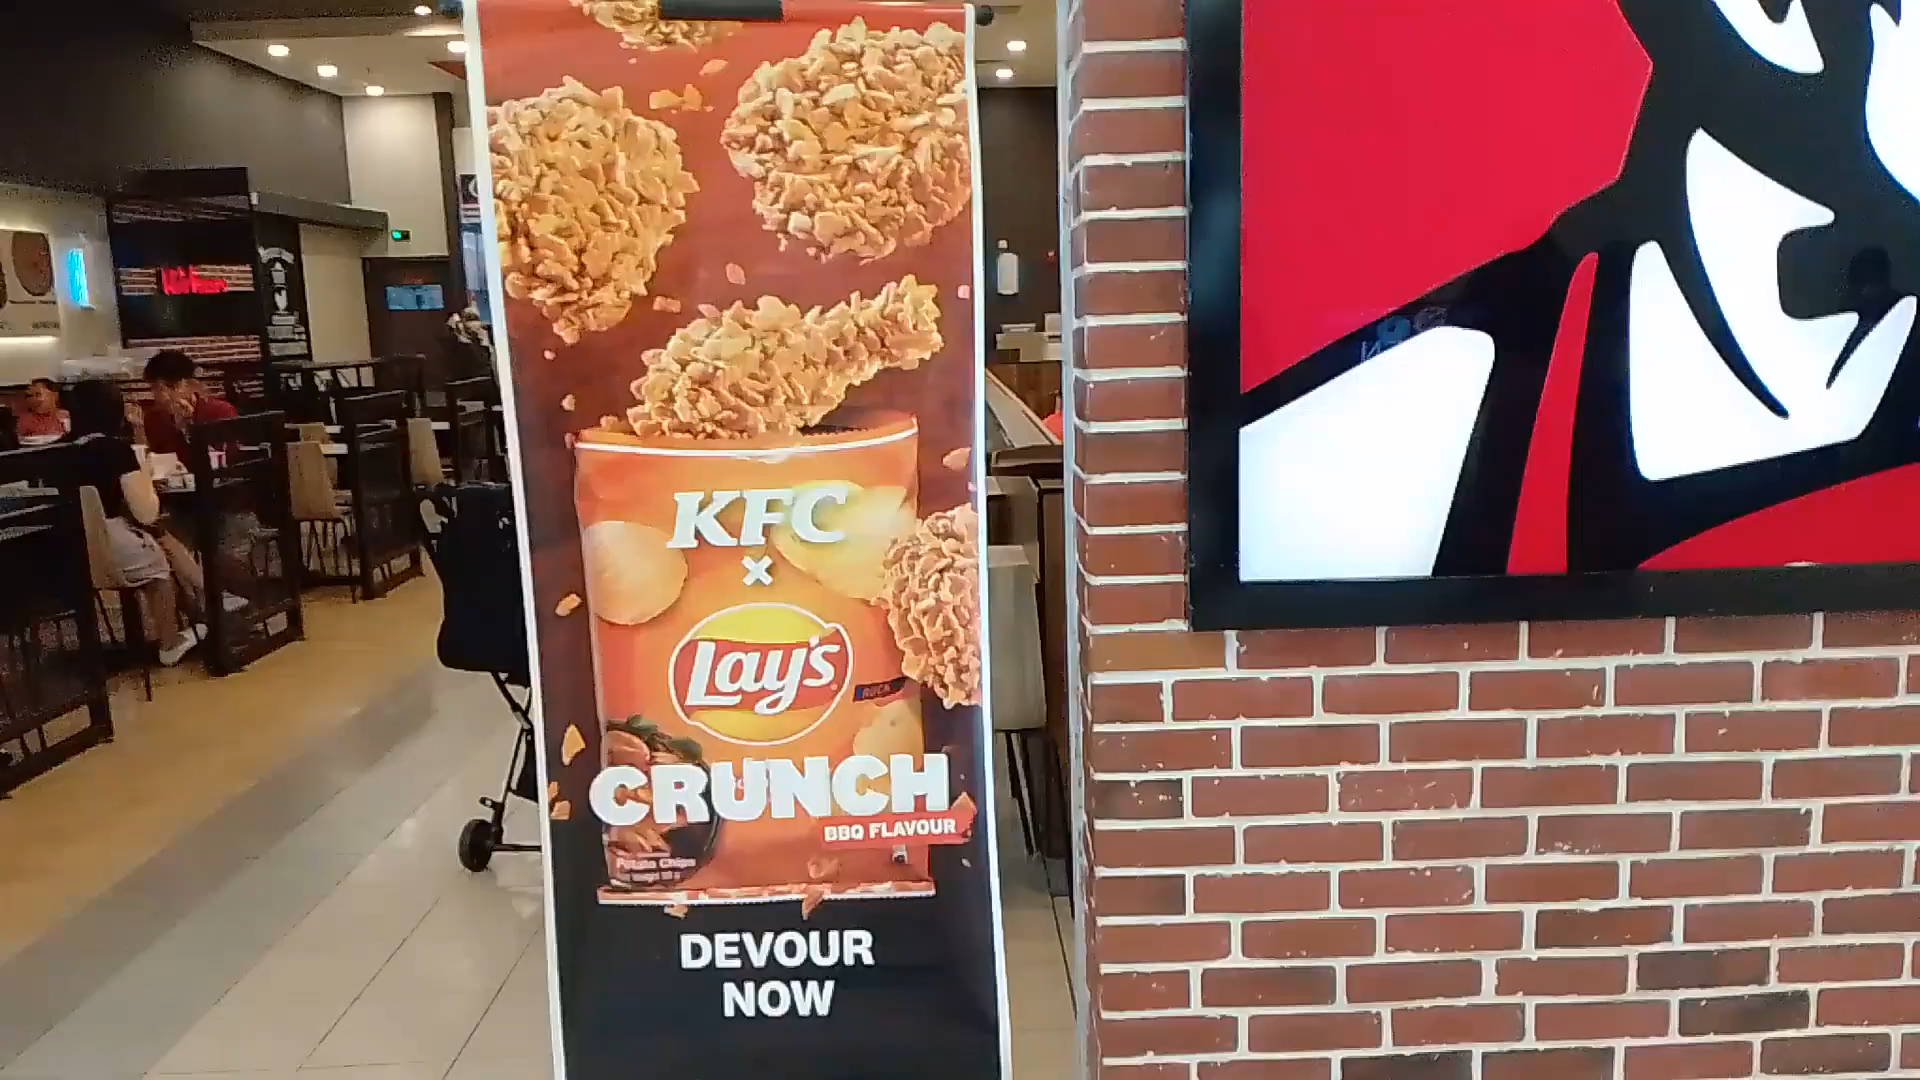 KFC
×
Lay's
CRUNCH
BBQ FLAVOUR
Potato Chips
DEVOUR
NOW